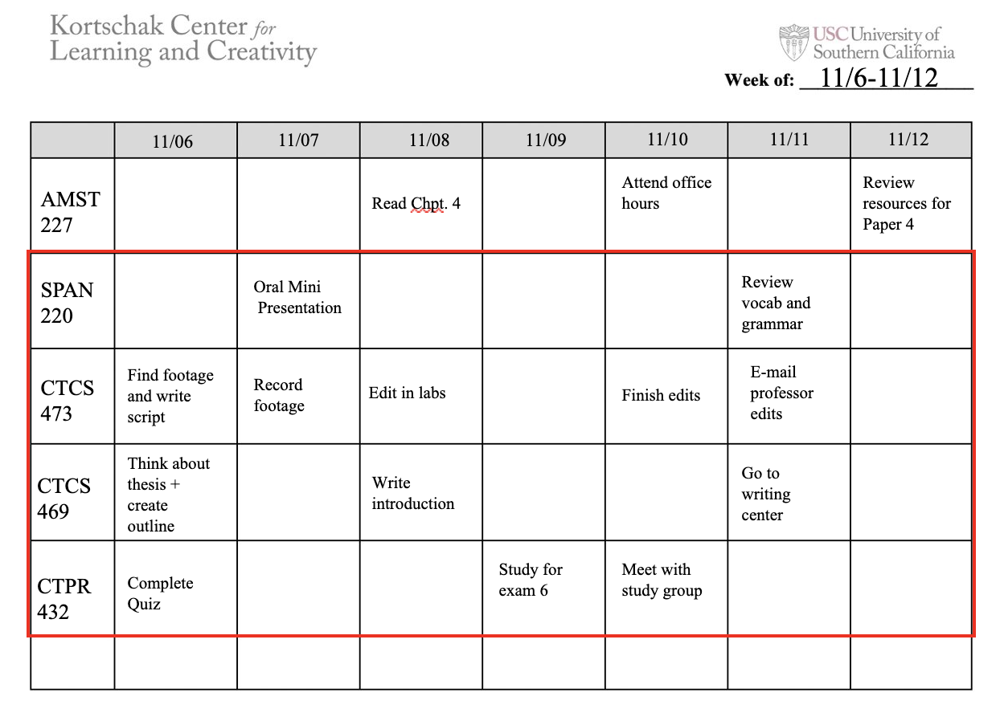 Kortschak Center for
Learning and Creativity
USC University of
Southern California
Week of: 11/6-11/12
11/06 11/07 11/08 11/09 11/10 11/11 11/12
AMST
227
Read Chpt. 4
Attend office
hours
Review
resources for
Paper 4
SPAN
220
Oral Mini
Presentation
Review
vocab and
grammar
CTCS
473
Find footage
and write
script
Record
footage
Edit in labs
Finish edits
E-mail
professor
edits
CTCS
469
Think about
thesis +
create
outline
Write
introduction
Go to
writing
center
CTPR
432
Complete
Quiz
Study for
exam 6
Meet with
study group